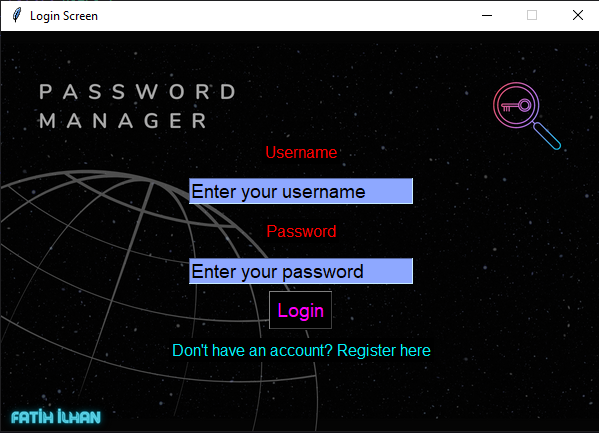 Login Screen
PASSWORD
MANAGER
Username
Enter your username
Password
Enter your password
Login
Don't have an account? Register here
FATİH İLHAN